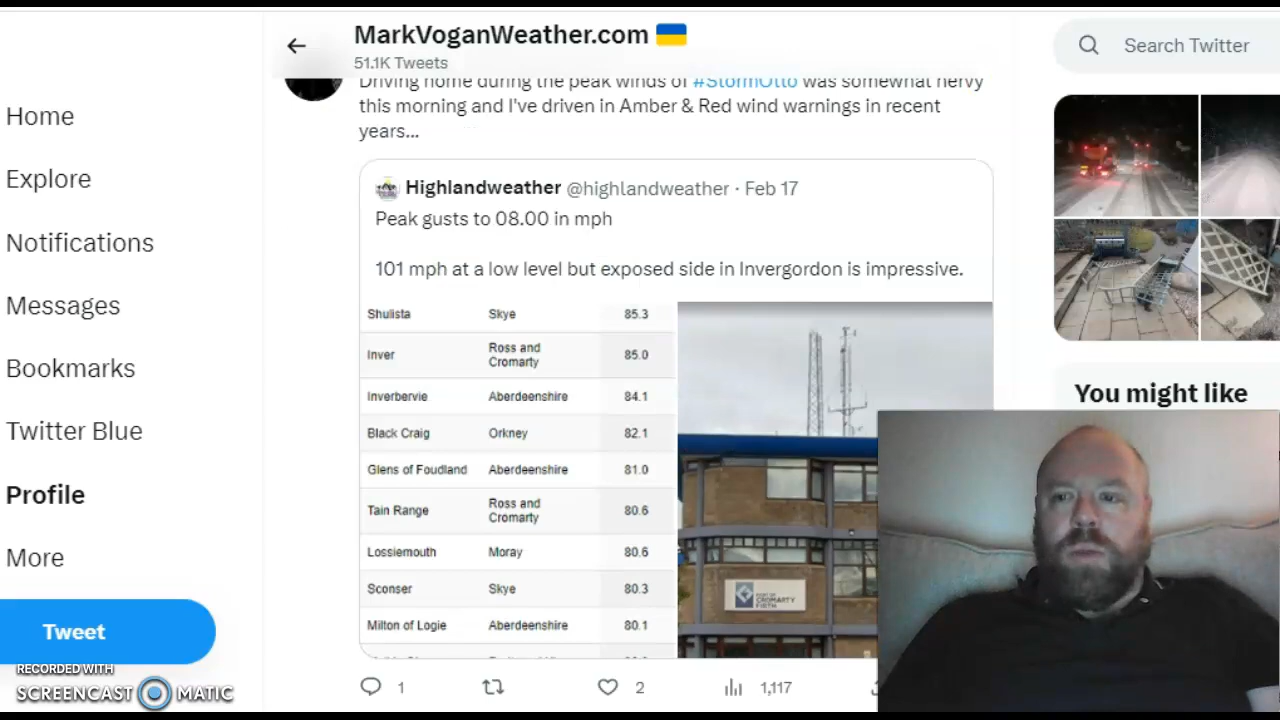 MarkVoganWeather.com
51.1K Tweets
Search Twitter
Home
Explore
Notifications
Messages
Bookmarks
Twitter Blue
Profile
More
Tweet
RECORDED WITH
SCREENCAST MATIC
Driving home during the peak winds of #StormOtto was somewhat nervy
this morning and I've driven in Amber & Red wind warnings in recent
years...
Highlandweather @highlandweather · Feb 17
Peak gusts to 08.00 in mph
101 mph at a low level but exposed side in Invergordon is impressive.
Shulista Skye 85.3
Inver Ross and Cromarty 85.0
Inverbervie Aberdeenshire 84.1
Black Craig Orkney 82.1
Glens of Foudland Aberdeenshire 81.0
Tain Range Ross and Cromarty 80.6
Lossiemouth Moray 80.6
Sconser Skye 80.3
Milton of Logie Aberdeenshire 80.1
PORT OF
CROMARTY
FIRTH
1
2
1,117
You might like